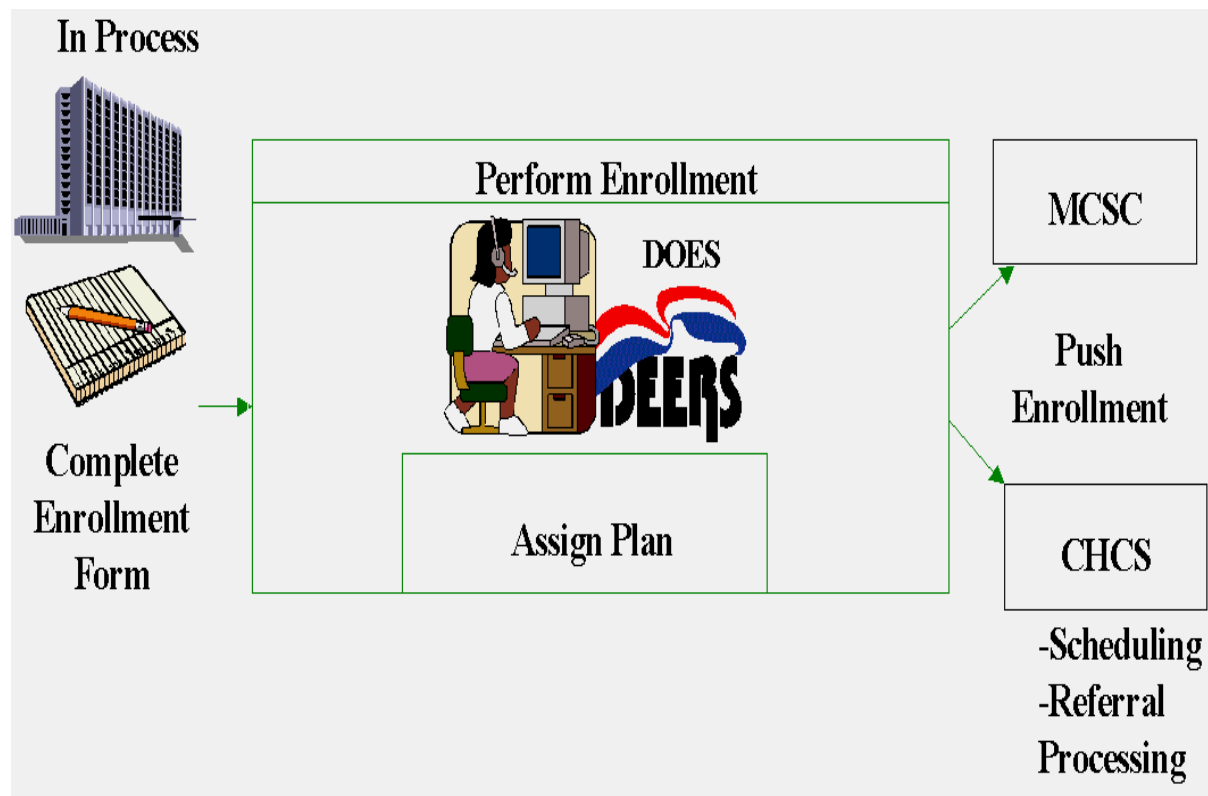 In Process
Complete
Enrollment
Form
Perform Enrollment
DOES
DEERS
Assign Plan
MCSC
Push
Enrollment
CHCS
-Scheduling
-Referral
Processing